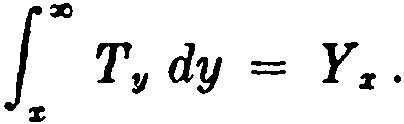 ∫_x^∞ T_y dy = Y_x .